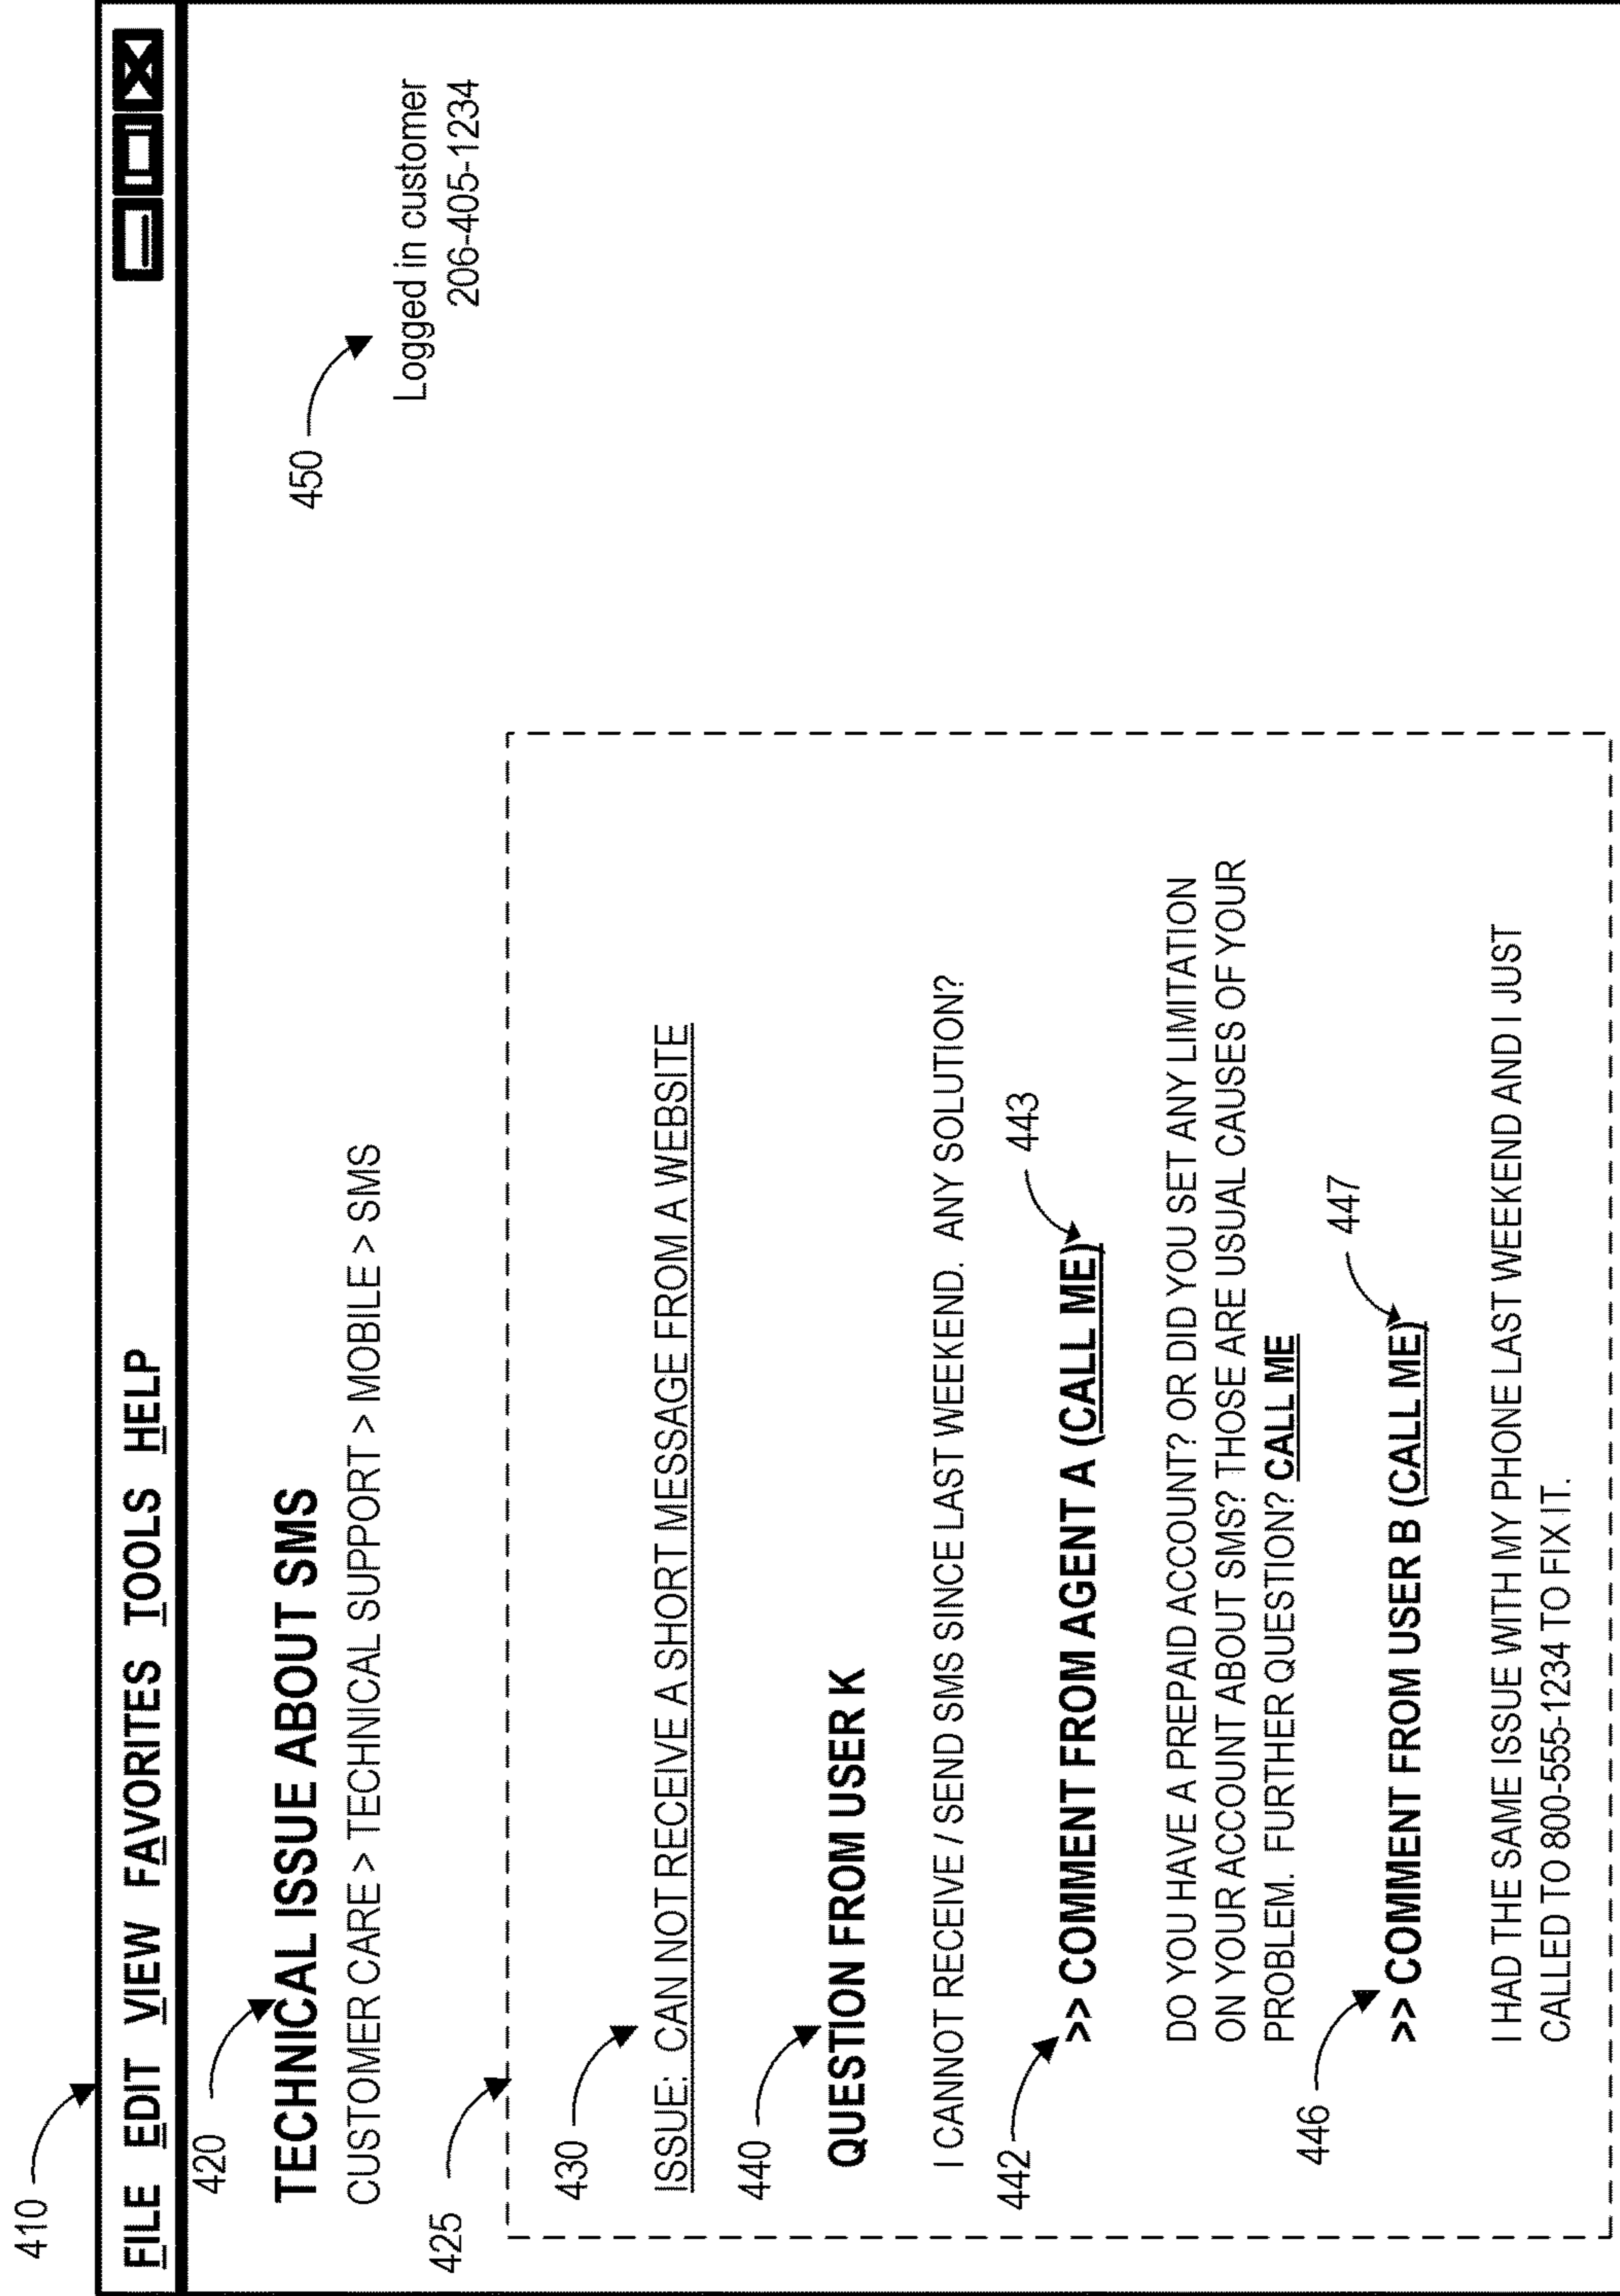 410
FILE EDIT VIEW FAVORITES TOOLS HELP
420
TECHNICAL ISSUE ABOUT SMS
CUSTOMER CARE > TECHNICAL SUPPORT > MOBILE > SMS
450
Logged in customer
206-405-1234
425
430
ISSUE: CAN NOT RECEIVE A SHORT MESSAGE FROM A WEBSITE
440
QUESTION FROM USER K
I CANNOT RECEIVE / SEND SMS SINCE LAST WEEKEND. ANY SOLUTION?
442
443
>> COMMENT FROM AGENT A (CALL ME)
DO YOU HAVE A PREPAID ACCOUNT? OR DID YOU SET ANY LIMITATION
ON YOUR ACCOUNT ABOUT SMS? THOSE ARE USUAL CAUSES OF YOUR
PROBLEM. FURTHER QUESTION? CALL ME
446
447
>> COMMENT FROM USER B (CALL ME)
I HAD THE SAME ISSUE WITH MY PHONE LAST WEEKEND AND I JUST
CALLED TO 800-555-1234 TO FIX IT.